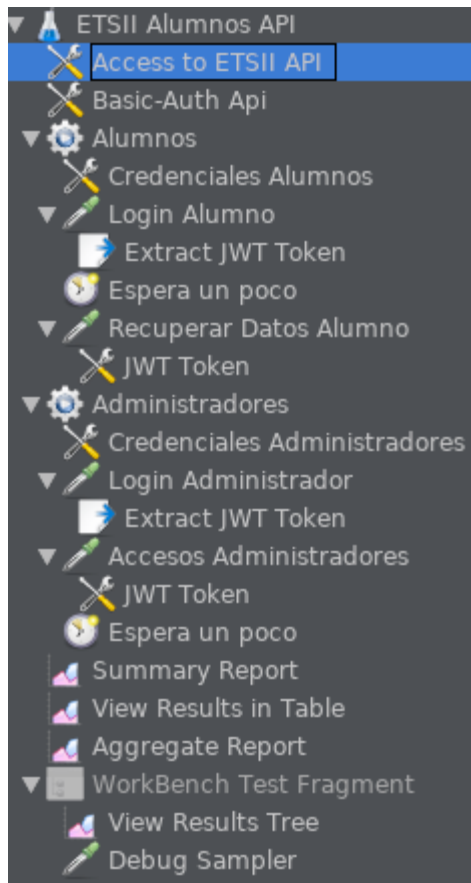 ETSII Alumnos API
Access to ETSII API
Basic-Auth Api
Alumnos
Credenciales Alumnos
Login Alumno
Extract JWT Token
Espera un poco
Recuperar Datos Alumno
JWT Token
Administradores
Credenciales Administradores
Login Administrador
Extract JWT Token
Accesos Administradores
JWT Token
Espera un poco
Summary Report
View Results in Table
Aggregate Report
WorkBench Test Fragment
View Results Tree
Debug Sampler